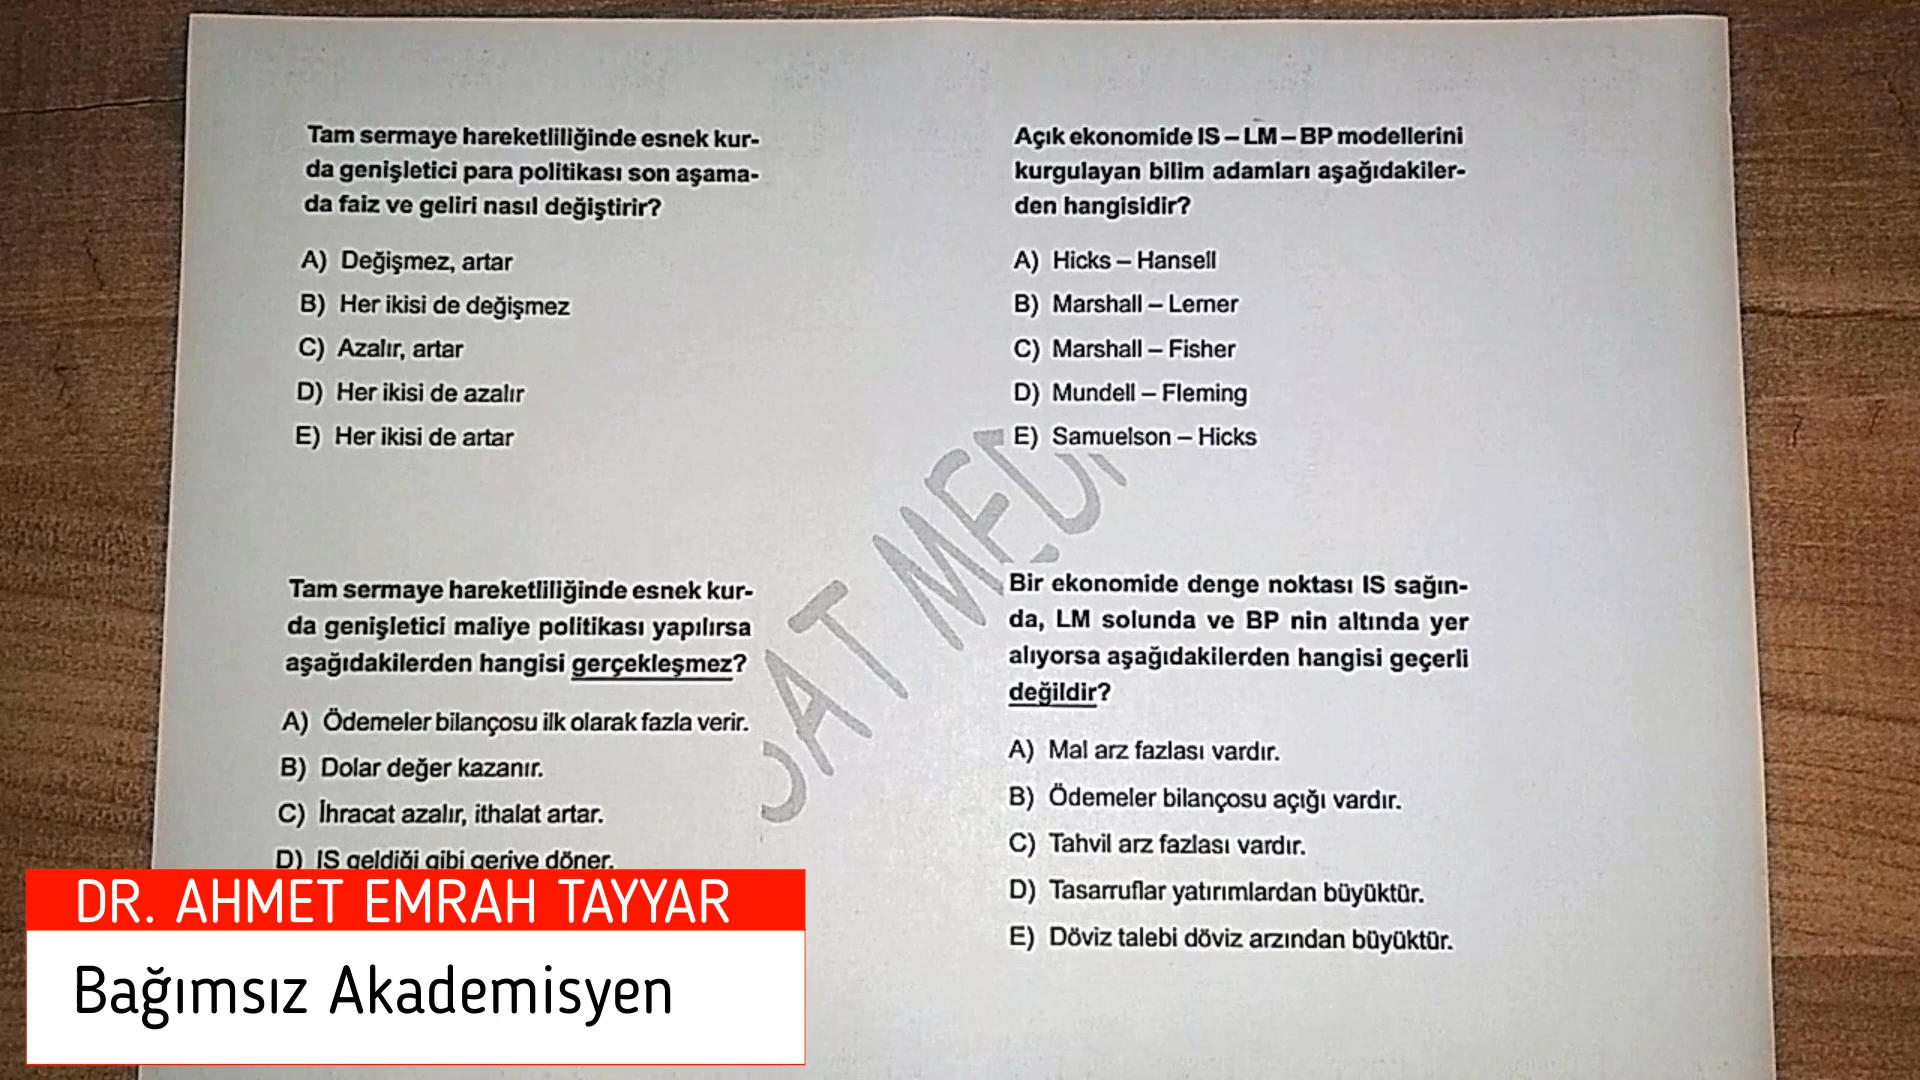 Tam sermaye hareketliliğinde esnek kur-
da genişletici para politikası son aşama-
da faiz ve geliri nasıl değiştirir?
A) Değişmez, artar
B) Her ikisi de değişmez
C) Azalır, artar
D) Her ikisi de azalır
E) Her ikisi de artar
Tam sermaye hareketliliğinde esnek kur-
da genişletici maliye politikası yapılırsa
aşağıdakilerden hangisi gerçekleşmez?
A) Ödemeler bilançosu ilk olarak fazla verir.
B) Dolar değer kazanır.
C) İhracat azalır, ithalat artar.
D) IS geldiği gibi geriye döner.
Açık ekonomide IS – LM – BP modellerini
kurgulayan bilim adamları aşağıdakiler-
den hangisidir?
A) Hicks – Hansell
B) Marshall – Lerner
C) Marshall – Fisher
D) Mundell – Fleming
E) Samuelson – Hicks
Bir ekonomide denge noktası IS sağın-
da, LM solunda ve BP nin altında yer
alıyorsa aşağıdakilerden hangisi geçerli
değildir?
A) Mal arz fazlası vardır.
B) Ödemeler bilançosu açığı vardır.
C) Tahvil arz fazlası vardır.
D) Tasarruflar yatırımlardan büyüktür.
E) Döviz talebi döviz arzından büyüktür.
DR. AHMET EMRAH TAYYAR
Bağımsız Akademisyen